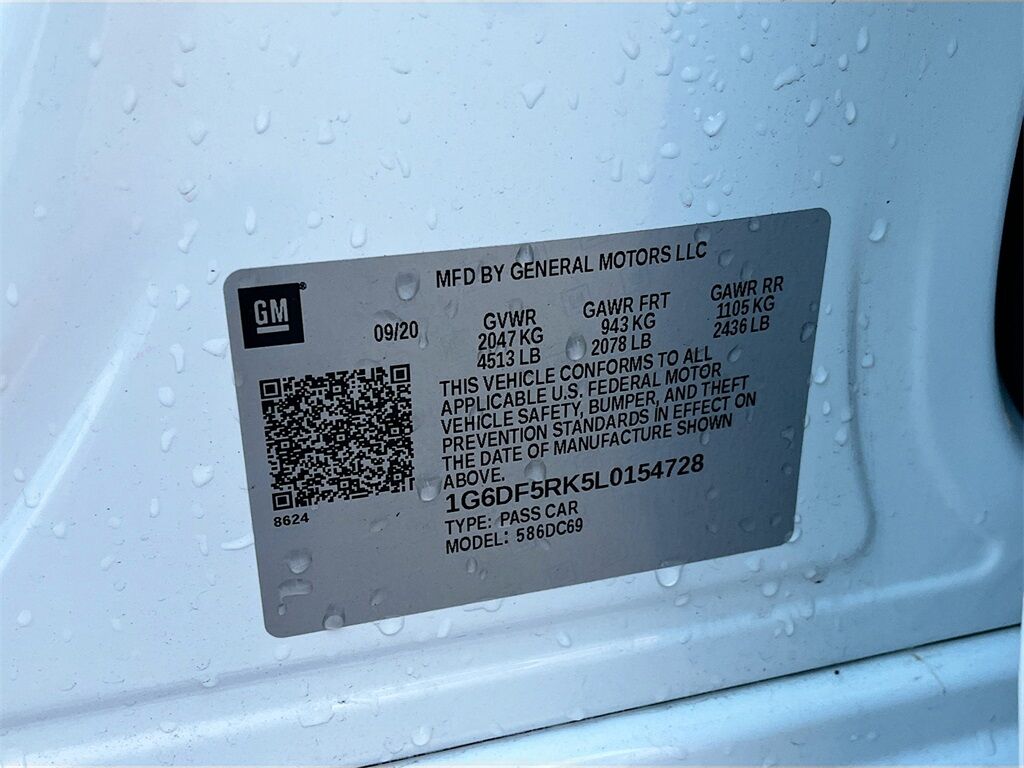 MFD BY GENERAL MOTORS LLC
GM®
09/20
GVWR
2047 KG
4513 LB
GAWR FRT
943 KG
2078 LB
GAWR RR
1105 KG
2436 LB
THIS VEHICLE CONFORMS TO ALL
APPLICABLE U.S. FEDERAL MOTOR
VEHICLE SAFETY, BUMPER, AND THEFT
PREVENTION STANDARDS IN EFFECT ON
THE DATE OF MANUFACTURE SHOWN
ABOVE.
8624
1G6DF5RK5L0154728
TYPE: PASS CAR
MODEL: 586DC69